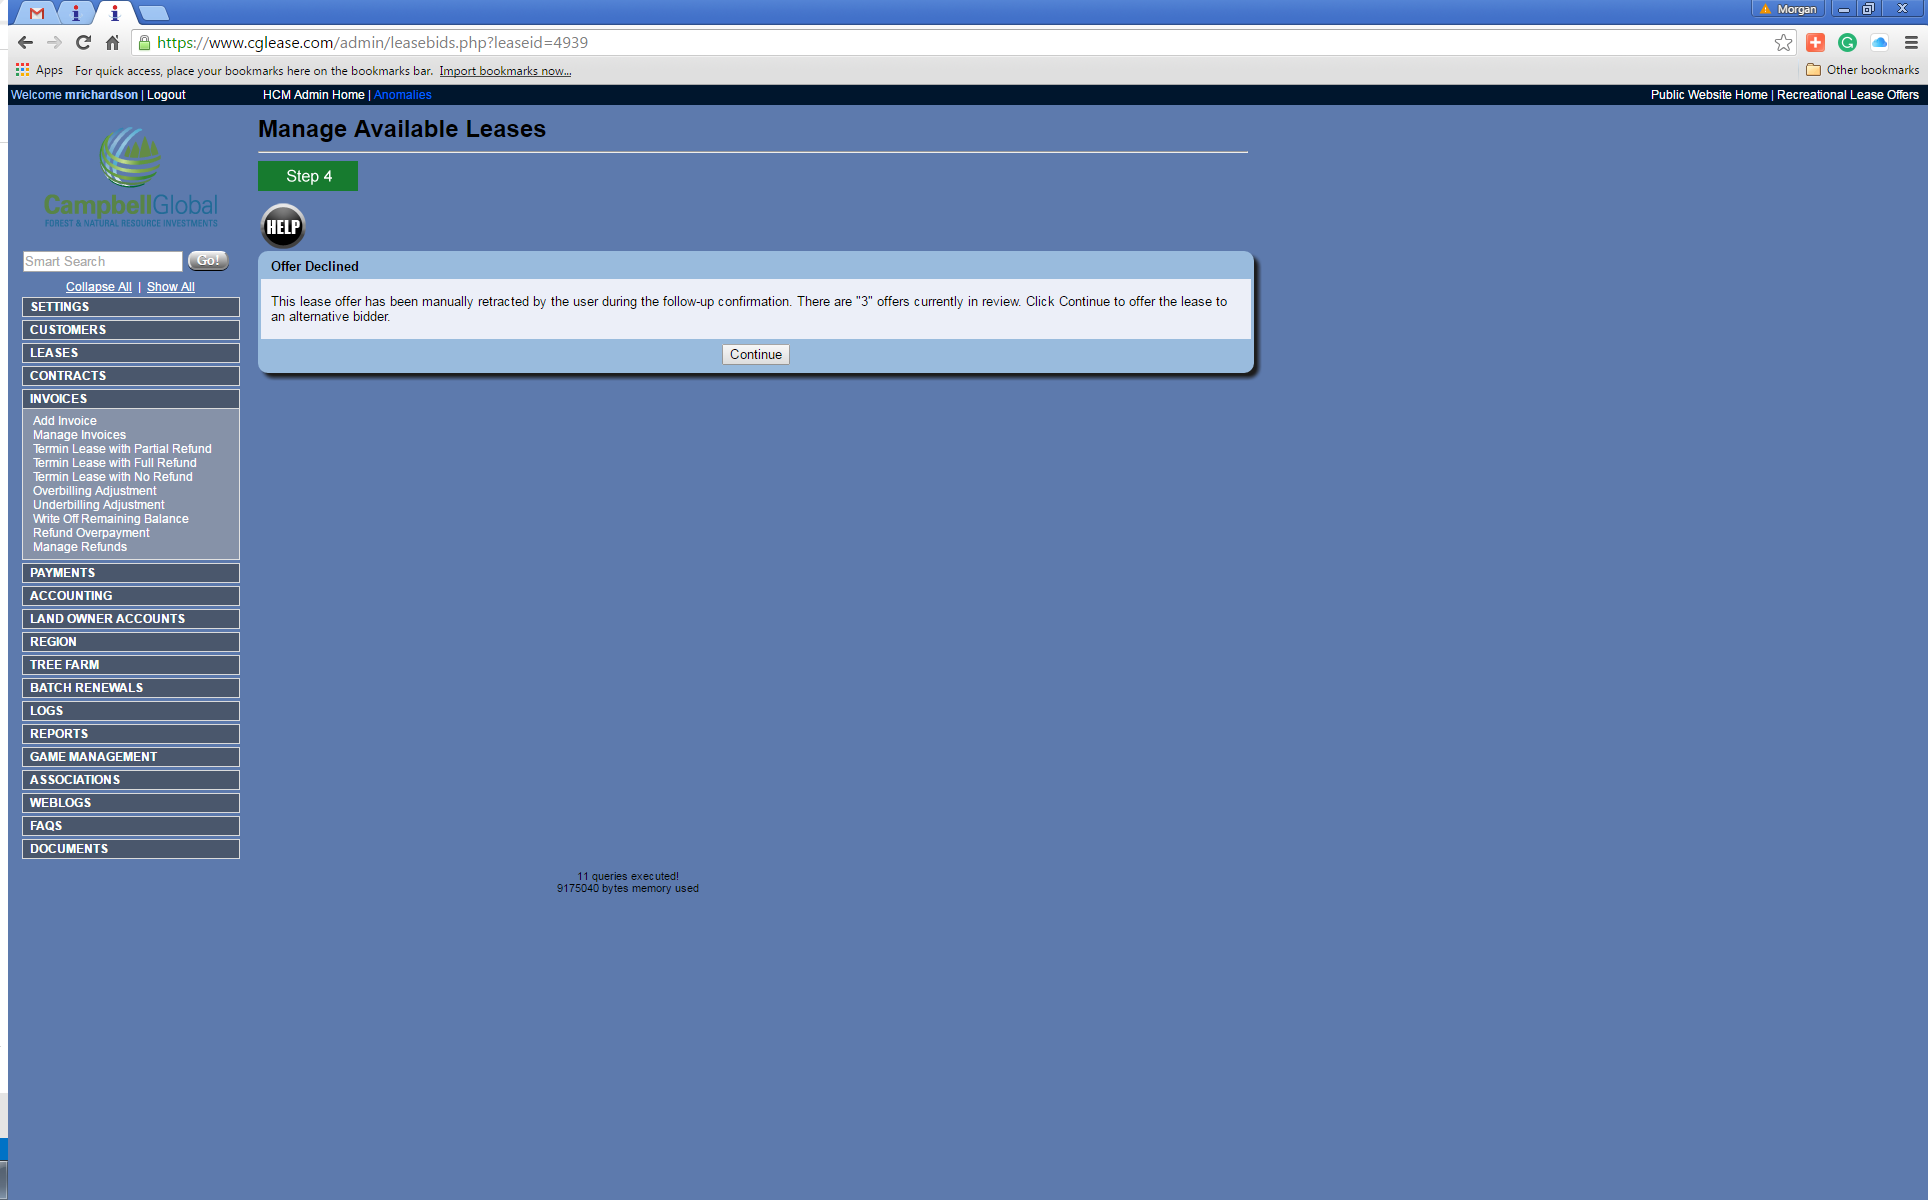 Morgan
https://www.cglease.com/admin/leasebids.php?leaseid=4939
Apps For quick access, place your bookmarks here on the bookmarks bar. Import bookmarks now... Other bookmarks
Welcome mrichardson | Logout HCM Admin Home | Anomalies Public Website Home | Recreational Lease Offers
CampbellGlobal
FOREST & NATURAL RESOURCE INVESTMENTS
Smart Search Go!
Collapse All | Show All
SETTINGS
CUSTOMERS
LEASES
CONTRACTS
INVOICES
Add Invoice
Manage Invoices
Termin Lease with Partial Refund
Termin Lease with Full Refund
Termin Lease with No Refund
Overbilling Adjustment
Underbilling Adjustment
Write Off Remaining Balance
Refund Overpayment
Manage Refunds
PAYMENTS
ACCOUNTING
LAND OWNER ACCOUNTS
REGION
TREE FARM
BATCH RENEWALS
LOGS
REPORTS
GAME MANAGEMENT
ASSOCIATIONS
WEBLOGS
FAQS
DOCUMENTS
Manage Available Leases
Step 4
HELP
Offer Declined
This lease offer has been manually retracted by the user during the follow-up confirmation. There are "3" offers currently in review. Click Continue to offer the lease to
an alternative bidder.
Continue
11 queries executed!
9175040 bytes memory used